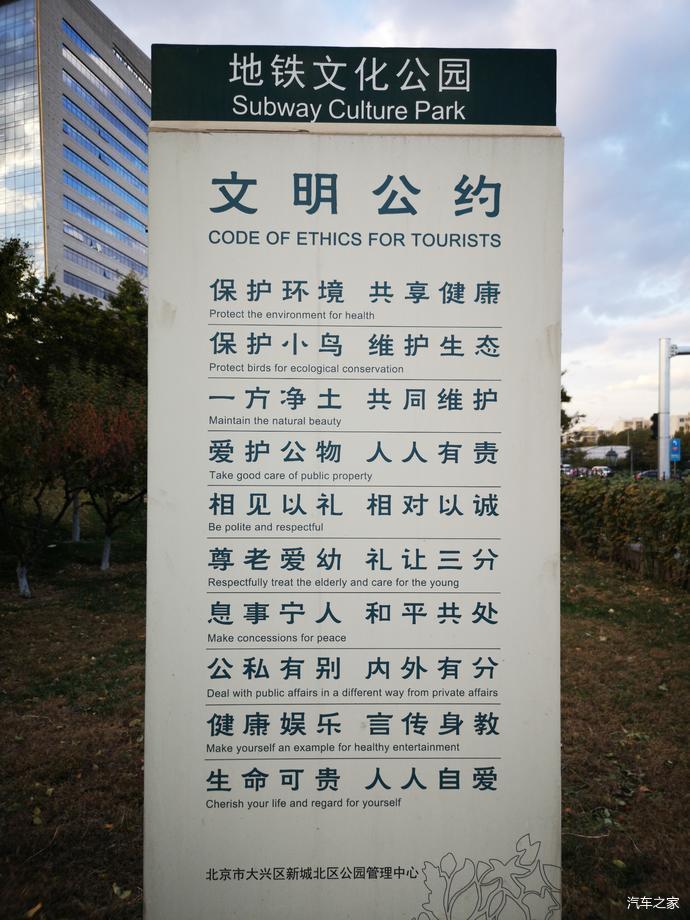 地铁文化公园
Subway Culture Park
文明公约
CODE OF ETHICS FOR TOURISTS
保护环境 共享健康
Protect the environment for health
保护小鸟 维护生态
Protect birds for ecological conservation
一方净土 共同维护
Maintain the natural beauty
爱护公物 人人有责
Take good care of public property
相见以礼 相对以诚
Be polite and respectful
尊老爱幼 礼让三分
Respectfully treat the elderly and care for the young
息事宁人 和平共处
Make concessions for peace
公私有别 内外有分
Deal with public affairs in a different way from private affairs
健康娱乐 言传身教
Make yourself an example for healthy entertainment
生命可贵 人人自爱
Cherish your life and regard for yourself
北京市大兴区新城北区公园管理中心
汽车之家